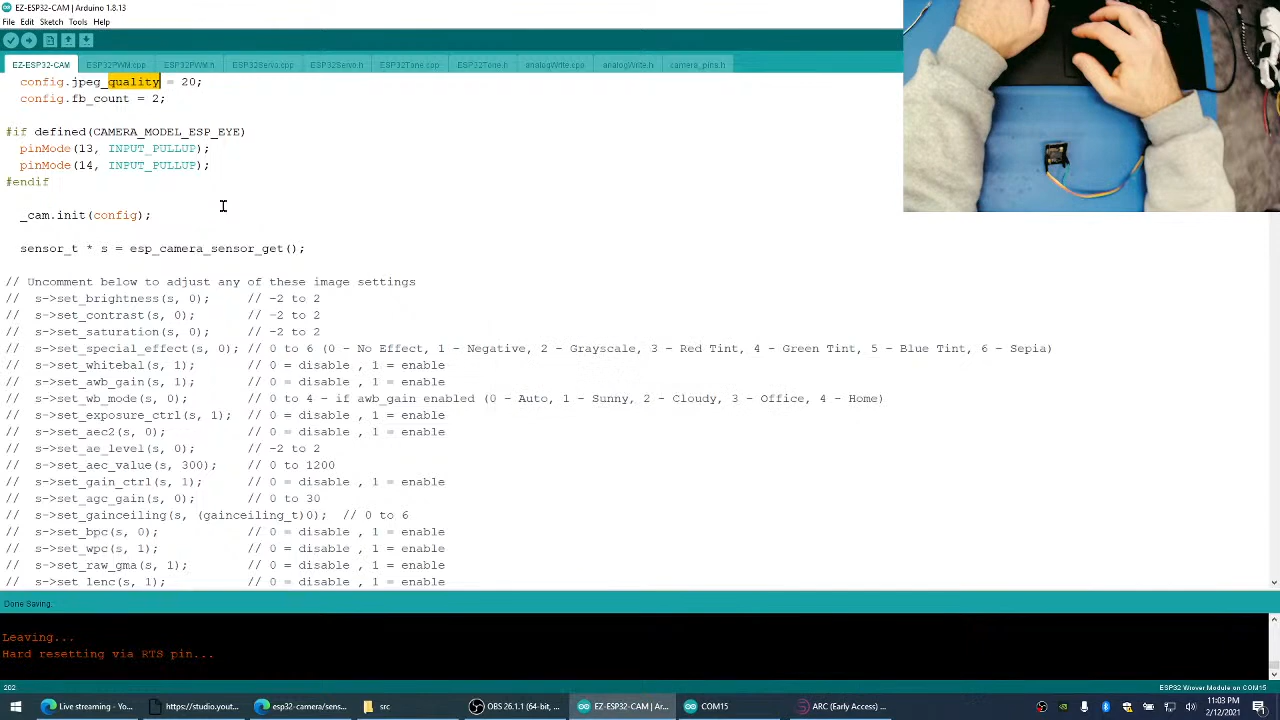 EZ-ESP32-CAM | Arduino 1.8.13
File Edit Sketch Tools Help
EZ-ESP32-CAM ESP32PWM.cpp ESP32PWM.h ESP32Servo.cpp ESP32Servo.h ESP32Tone.cpp ESP32Tone.h analogWrite.cpp analogWrite.h camera_pins.h
config.jpeg_quality = 20;
config.fb_count = 2;
#if defined(CAMERA_MODEL_ESP_EYE)
pinMode(13, INPUT_PULLUP);
pinMode(14, INPUT_PULLUP);
#endif
_cam.init(config);
sensor_t * s = esp_camera_sensor_get();
// Uncomment below to adjust any of these image settings
// s->set_brightness(s, 0); // -2 to 2
// s->set_contrast(s, 0); // -2 to 2
// s->set_saturation(s, 0); // -2 to 2
// s->set_special_effect(s, 0); // 0 to 6 (0 - No Effect, 1 - Negative, 2 - Grayscale, 3 - Red Tint, 4 - Green Tint, 5 - Blue Tint, 6 - Sepia)
// s->set_whitebal(s, 1); // 0 = disable , 1 = enable
// s->set_awb_gain(s, 1); // 0 = disable , 1 = enable
// s->set_wb_mode(s, 0); // 0 to 4 - if awb_gain enabled (0 - Auto, 1 - Sunny, 2 - Cloudy, 3 - Office, 4 - Home)
// s->set_exposure_ctrl(s, 1); // 0 = disable , 1 = enable
// s->set_aec2(s, 0); // 0 = disable , 1 = enable
// s->set_ae_level(s, 0); // -2 to 2
// s->set_aec_value(s, 300); // 0 to 1200
// s->set_gain_ctrl(s, 1); // 0 = disable , 1 = enable
// s->set_agc_gain(s, 0); // 0 to 30
// s->set_gainceiling(s, (gainceiling_t)0); // 0 to 6
// s->set_bpc(s, 0); // 0 = disable , 1 = enable
// s->set_wpc(s, 1); // 0 = disable , 1 = enable
// s->set_raw_gma(s, 1); // 0 = disable , 1 = enable
// s->set_lenc(s, 1); // 0 = disable , 1 = enable
Done Saving.
Leaving...
Hard resetting via RTS pin...
202 ESP32 Wrover Module on COM15
Live streaming - Yo... https://studio.yout... esp32-camera/sens... src OBS 26.1.1 (64-bit, ... EZ-ESP32-CAM | Ar... COM15 ARC (Early Access) ... 11:03 PM
2/12/2021